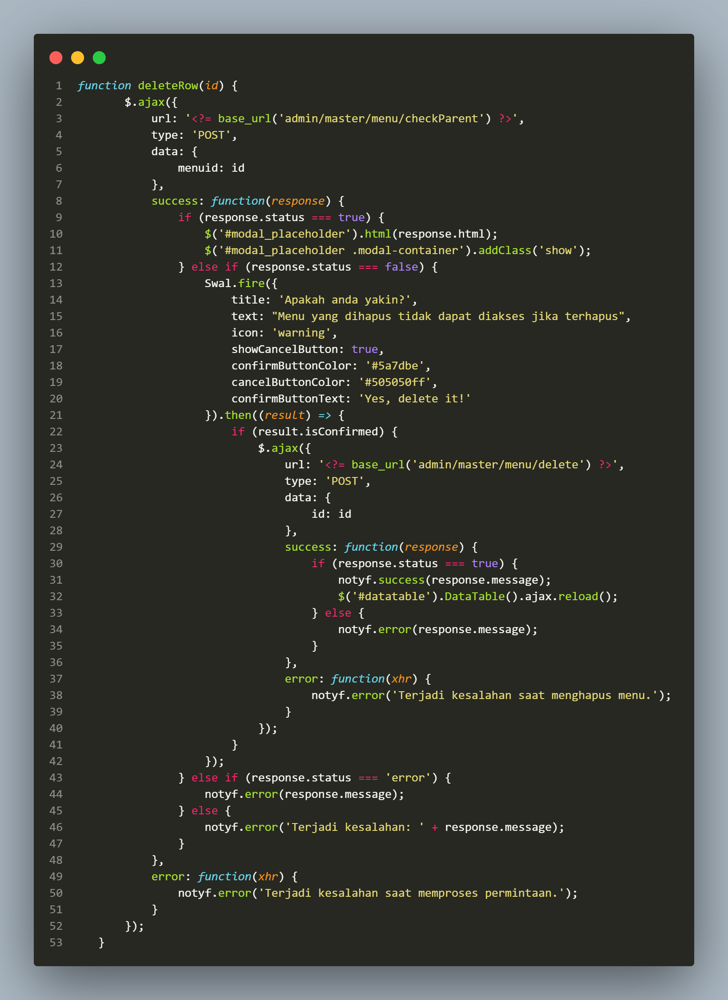 1 function deleteRow(id) {
2 $.ajax({
3 url: '<?= base_url('admin/master/menu/checkParent') ?>',
4 type: 'POST',
5 data: {
6 menuid: id
7 },
8 success: function(response) {
9 if (response.status === true) {
10 $('#modal_placeholder').html(response.html);
11 $('#modal_placeholder .modal-container').addClass('show');
12 } else if (response.status === false) {
13 Swal.fire({
14 title: 'Apakah anda yakin?',
15 text: "Menu yang dihapus tidak dapat diakses jika terhapus",
16 icon: 'warning',
17 showCancelButton: true,
18 confirmButtonColor: '#5a7dbe',
19 cancelButtonColor: '#505050ff',
20 confirmButtonText: 'Yes, delete it!'
21 }).then((result) => {
22 if (result.isConfirmed) {
23 $.ajax({
24 url: '<?= base_url('admin/master/menu/delete') ?>',
25 type: 'POST',
26 data: {
27 id: id
28 },
29 success: function(response) {
30 if (response.status === true) {
31 notyf.success(response.message);
32 $('#datatable').DataTable().ajax.reload();
33 } else {
34 notyf.error(response.message);
35 }
36 },
37 error: function(xhr) {
38 notyf.error('Terjadi kesalahan saat menghapus menu.');
39 }
40 });
41 }
42 });
43 } else if (response.status === 'error') {
44 notyf.error(response.message);
45 } else {
46 notyf.error('Terjadi kesalahan: ' + response.message);
47 }
48 },
49 error: function(xhr) {
50 notyf.error('Terjadi kesalahan saat memproses permintaan.');
51 }
52 });
53 }